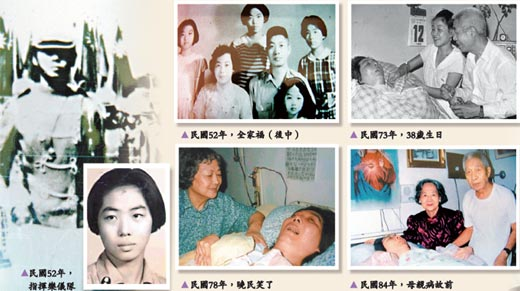 ▲民國52年，全家福（後中）
12
▲民國73年，38歲生日
▲民國52年，
指揮樂儀隊
▲民國78年，曉民笑了
▲民國84年，母親病故前